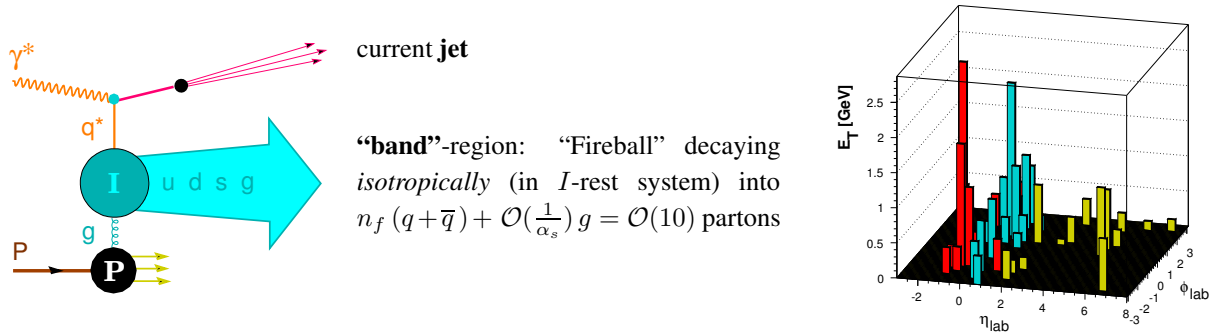 γ*
current jet
q*
I
u d s g
“band”-region: “Fireball” decaying
isotropically (in I-rest system) into
n_f (q+q̅) + 𝒪(1/α_s) g = 𝒪(10) partons
g
P
P
E_T [GeV]
2.5
2
1.5
1
0.5
0
-2 0 2 4 6 8
η_lab
-3 -2 -1 0 1 2 3
ϕ_lab